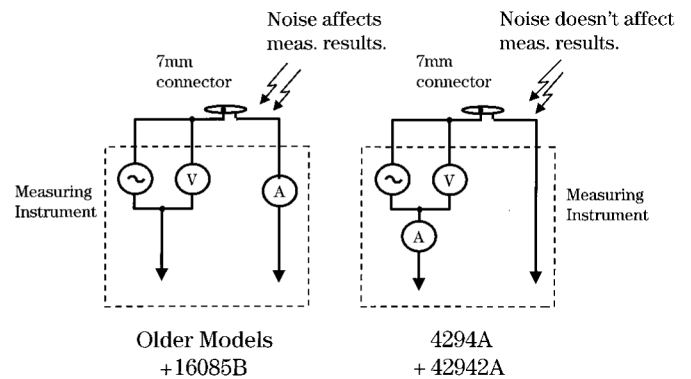 Noise affects
meas. results.
7mm
connector
V
A
Measuring
Instrument
Older Models
+16085B
Noise doesn't affect
meas. results.
7mm
connector
V
A
Measuring
Instrument
4294A
+ 42942A